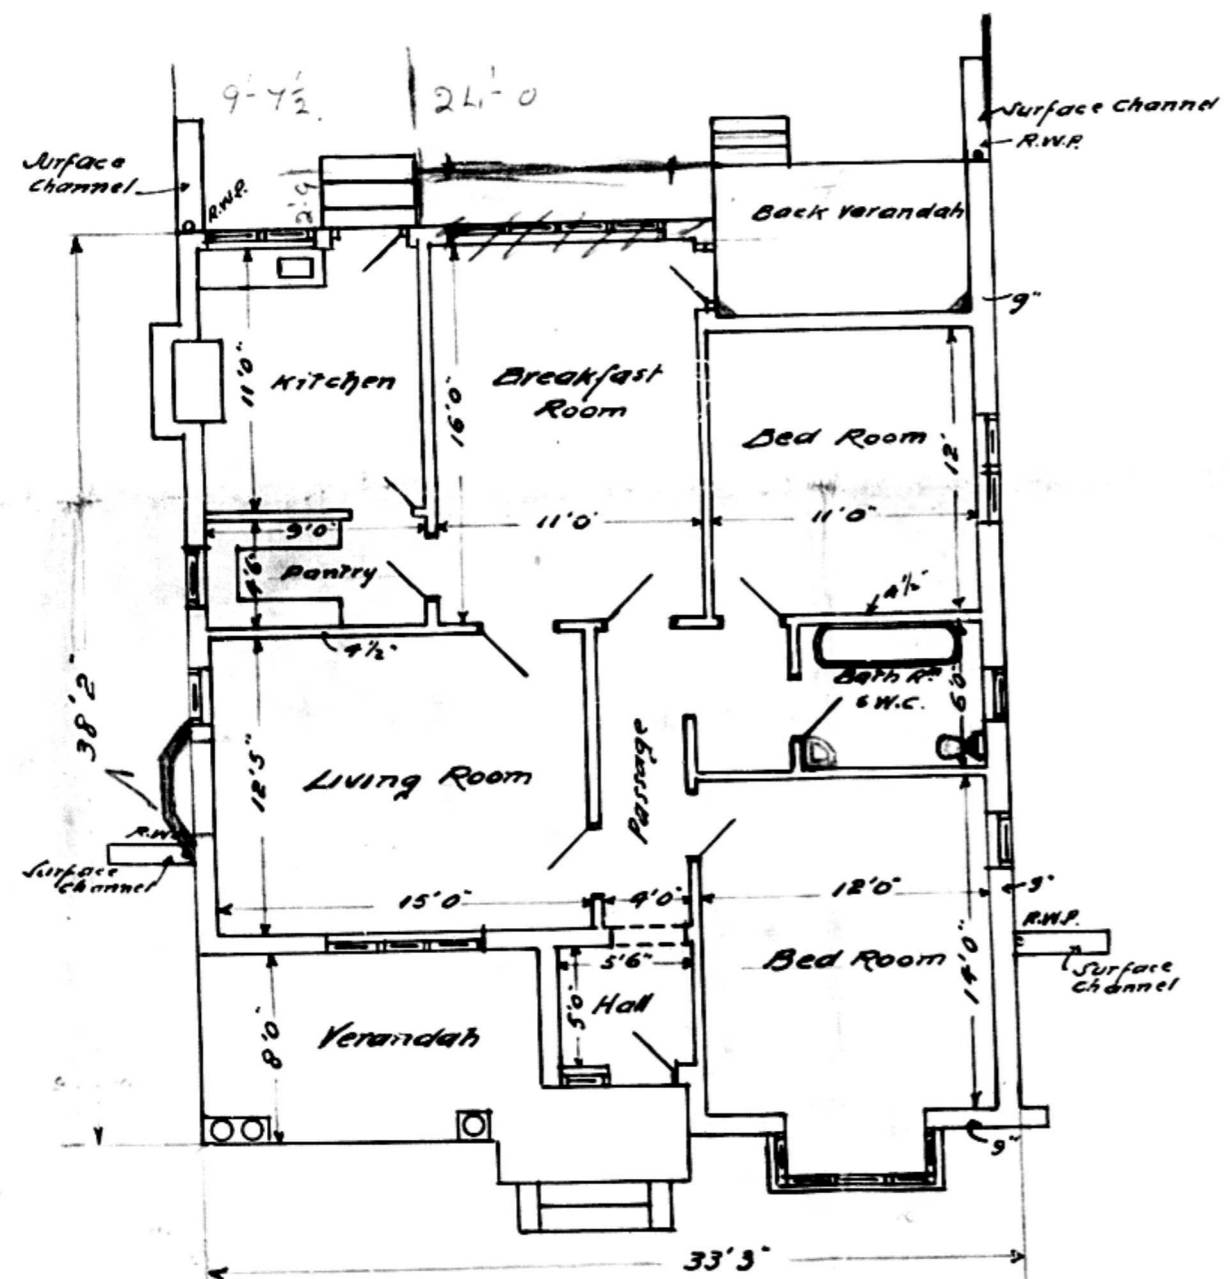 9'-7½
24'-0
Surface Channel
R.W.P.
Surface
Channel
R.W.P.
2'-9
Back Verandah
9"
Kitchen
11'0"
Breakfast
Room
16'0"
Bed Room
12'
11'0"
9'0"
11'0"
4'6"
Pantry
4½"
4½"
Bath Rm
& W.C.
6'0"
38'2"
Living Room
12'5"
Passage
R.W.
Surface
Channel
15'0"
4'0"
12'0"
9"
R.W.P.
Surface
Channel
5'6"
5'0"
Hall
Bed Room
14'0"
Verandah
8'0"
9"
33'3"